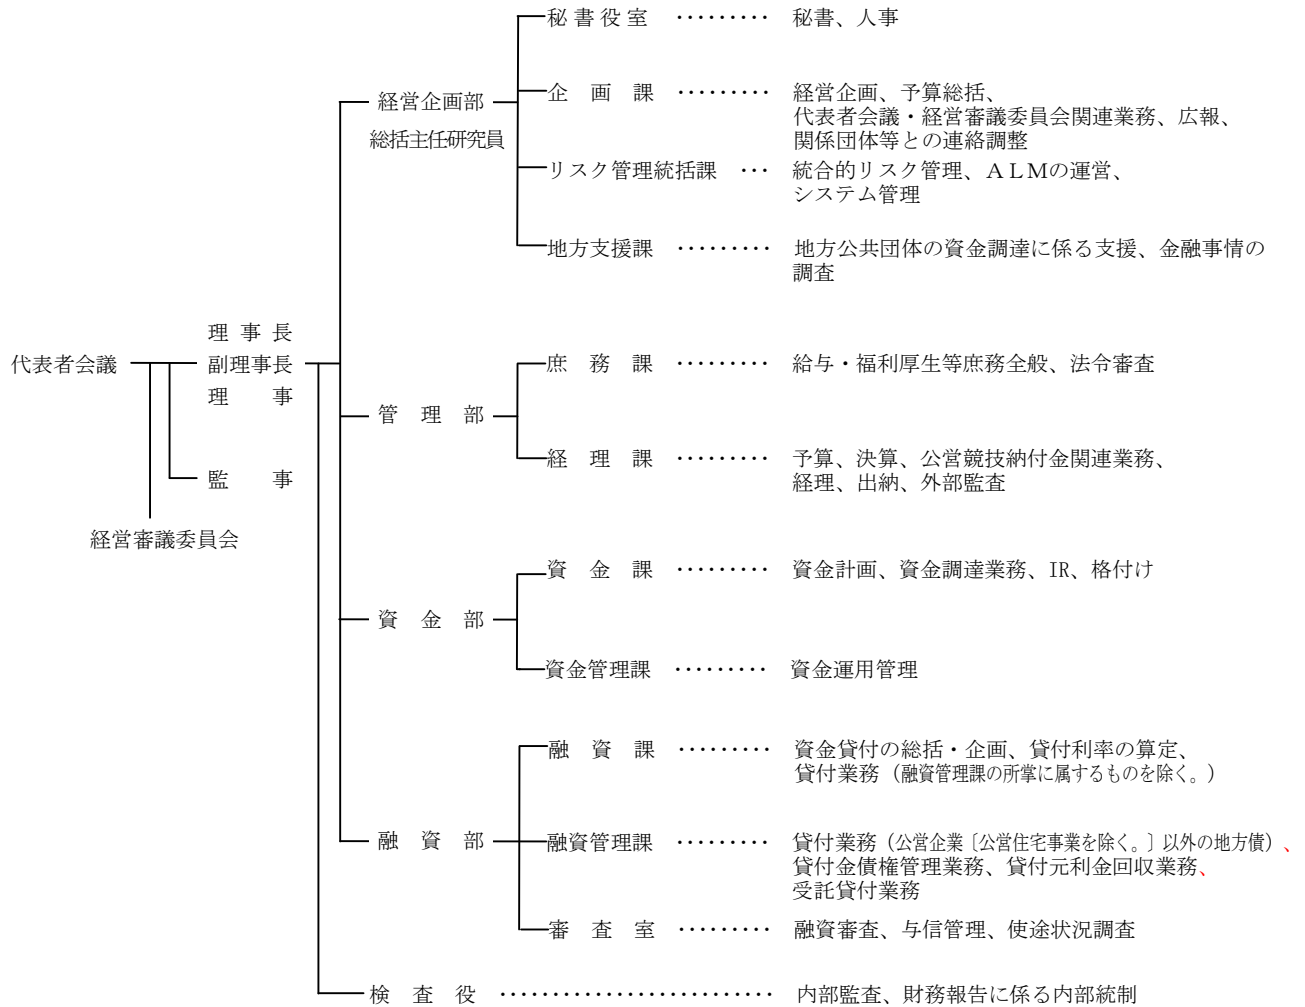 秘書役室 ········· 秘書、人事
企画課 ········· 経営企画、予算総括、
代表者会議・経営審議委員会関連業務、広報、
関係団体等との連絡調整
経営企画部
総括主任研究員
リスク管理統括課 ··· 統合的リスク管理、ＡＬＭの運営、
システム管理
地方支援課 ········· 地方公共団体の資金調達に係る支援、金融事情の
調査
代表者会議
理事長
副理事長
理事
監事
経営審議委員会
管理部
庶務課 ········· 給与・福利厚生等庶務全般、法令審査
経理課 ········· 予算、決算、公営競技納付金関連業務、
経理、出納、外部監査
資金部
資金課 ········· 資金計画、資金調達業務、IR、格付け
資金管理課 ········· 資金運用管理
融資部
融資課 ········· 資金貸付の総括・企画、貸付利率の算定、
貸付業務（融資管理課の所掌に属するものを除く。）
融資管理課 ········· 貸付業務（公営企業〔公営住宅事業を除く。〕以外の地方債）、
貸付金債権管理業務、貸付元利金回収業務、
受託貸付業務
審査室 ········· 融資審査、与信管理、使途状況調査
検査役 ·························· 内部監査、財務報告に係る内部統制